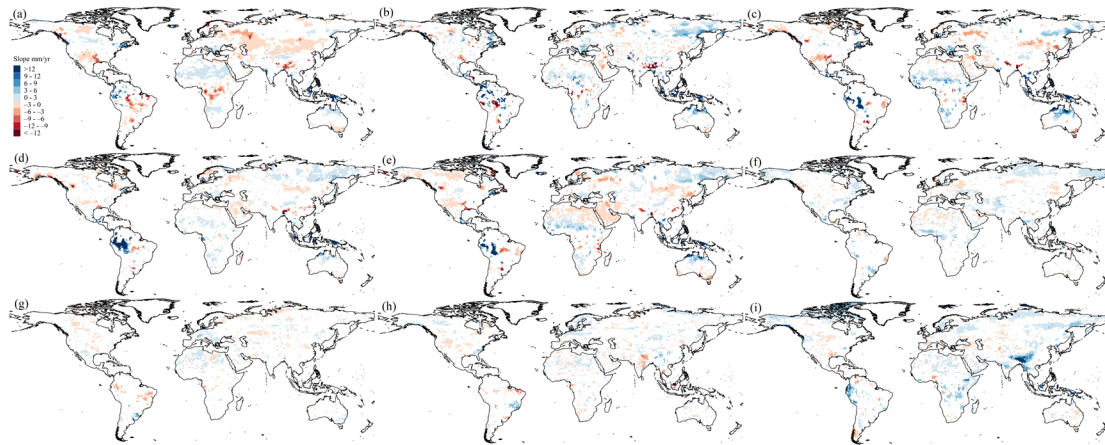 (a)
(b)
(c)
Slope mm/yr
>12
9 - 12
6 - 9
3 - 6
0 - 3
−3 - 0
−6 - −3
−9 - −6
−12 - −9
< −12
(d)
(e)
(f)
(g)
(h)
(i)